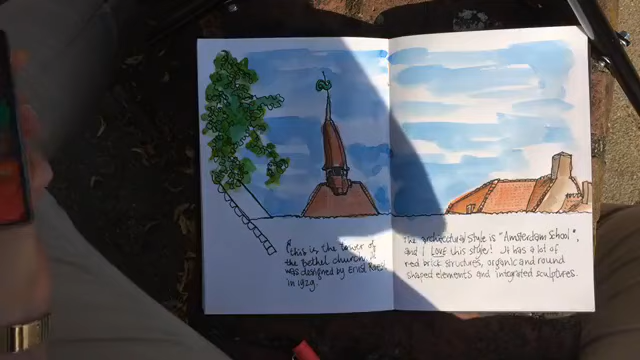 this is the tower of
the Bethel church, it
was designed by Ernst Roest
in 1929.
The architectural style is "Amsterdam School",
and I LOVE this style! It has a lot of
red brick structures, organic and round
shaped elements and integrated sculptures.